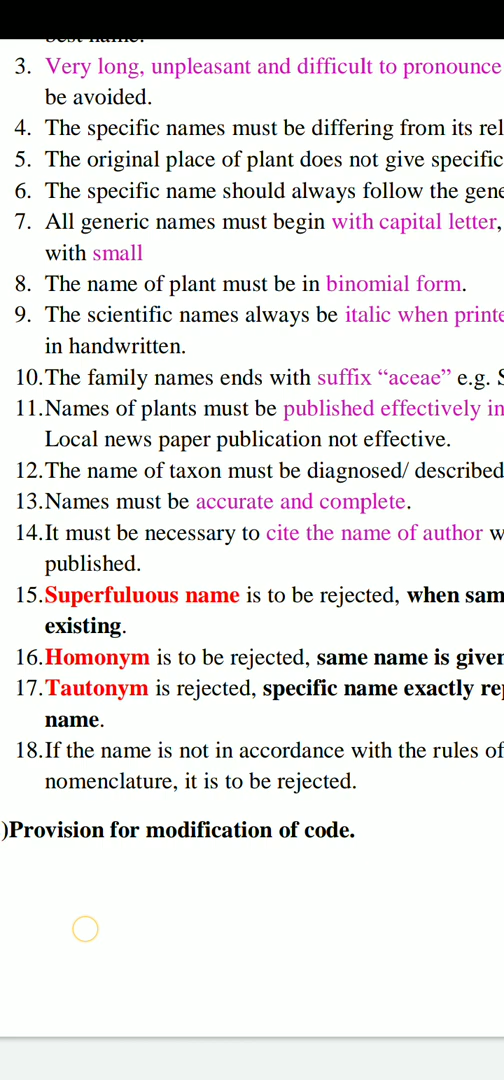 3. Very long, unpleasant and difficult to pronounce
be avoided.
4. The specific names must be differing from its rel
5. The original place of plant does not give specific
6. The specific name should always follow the gene
7. All generic names must begin with capital letter,
with small
8. The name of plant must be in binomial form.
9. The scientific names always be italic when printe
in handwritten.
10.The family names ends with suffix “aceae” e.g. S
11.Names of plants must be published effectively in
Local news paper publication not effective.
12.The name of taxon must be diagnosed/ described
13.Names must be accurate and complete.
14.It must be necessary to cite the name of author w
published.
15.Superfuluous name is to be rejected, when sam
existing.
16.Homonym is to be rejected, same name is given
17.Tautonym is rejected, specific name exactly rep
name.
18.If the name is not in accordance with the rules of
nomenclature, it is to be rejected.
)Provision for modification of code.